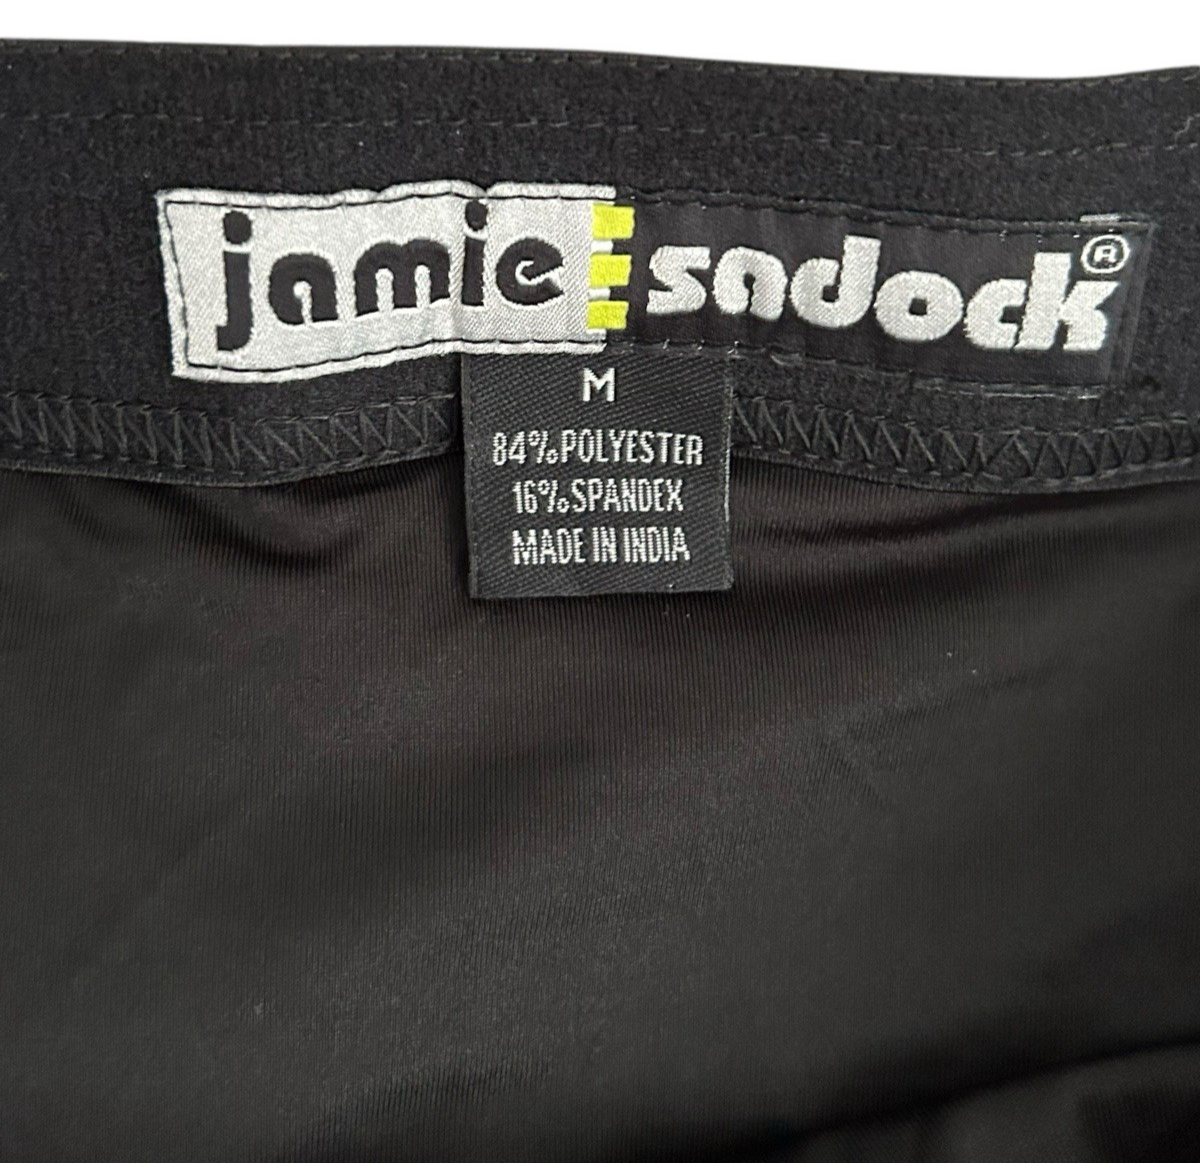 jamie sadock®
M
84% POLYESTER
16% SPANDEX
MADE IN INDIA